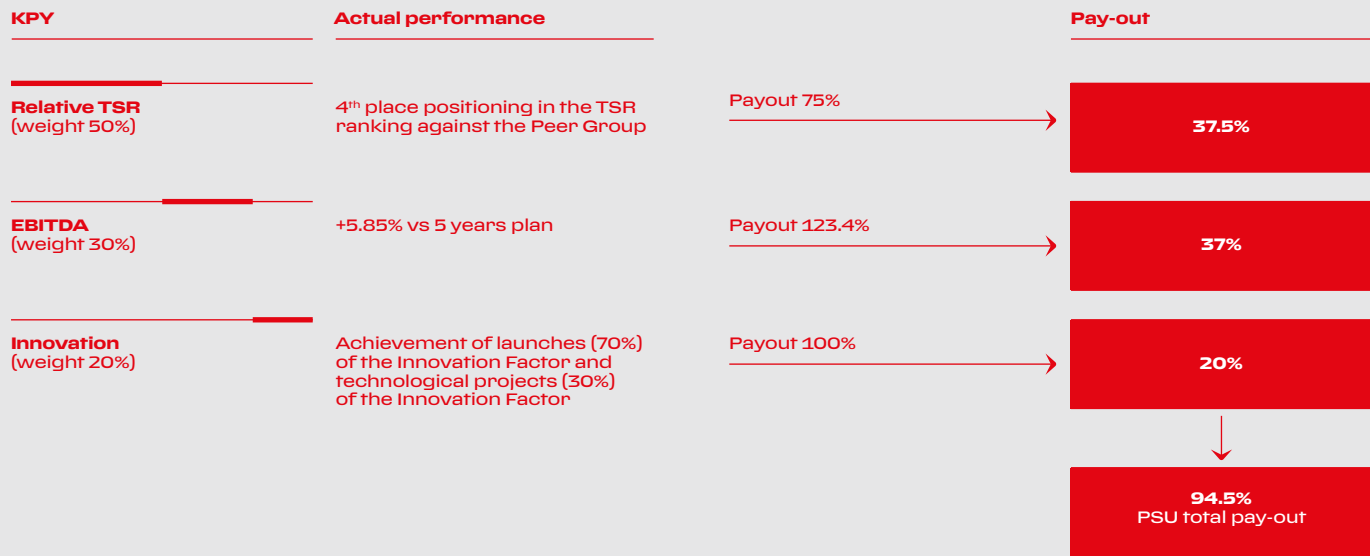 KPY
Actual performance
Pay-out
Relative TSR
(weight 50%)
4th place positioning in the TSR
ranking against the Peer Group
Payout 75%
37.5%
EBITDA
(weight 30%)
+5.85% vs 5 years plan
Payout 123.4%
37%
Innovation
(weight 20%)
Achievement of launches (70%)
of the Innovation Factor and
technological projects (30%)
of the Innovation Factor
Payout 100%
20%
94.5%
PSU total pay-out